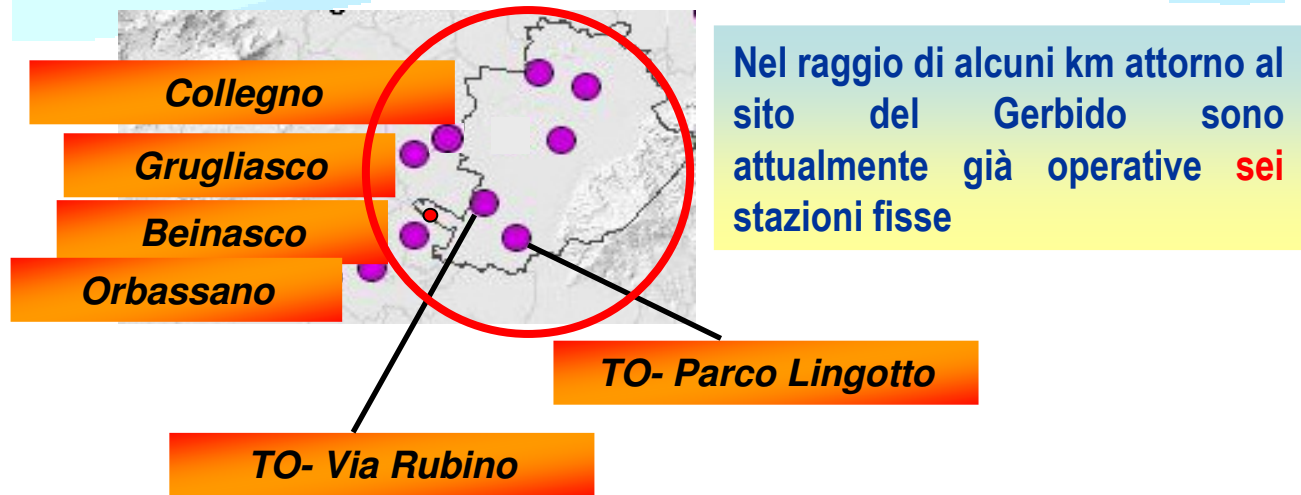 Collegno
Grugliasco
Beinasco
Orbassano
Nel raggio di alcuni km attorno al
sito del Gerbido sono
attualmente già operative sei
stazioni fisse
TO- Parco Lingotto
TO- Via Rubino